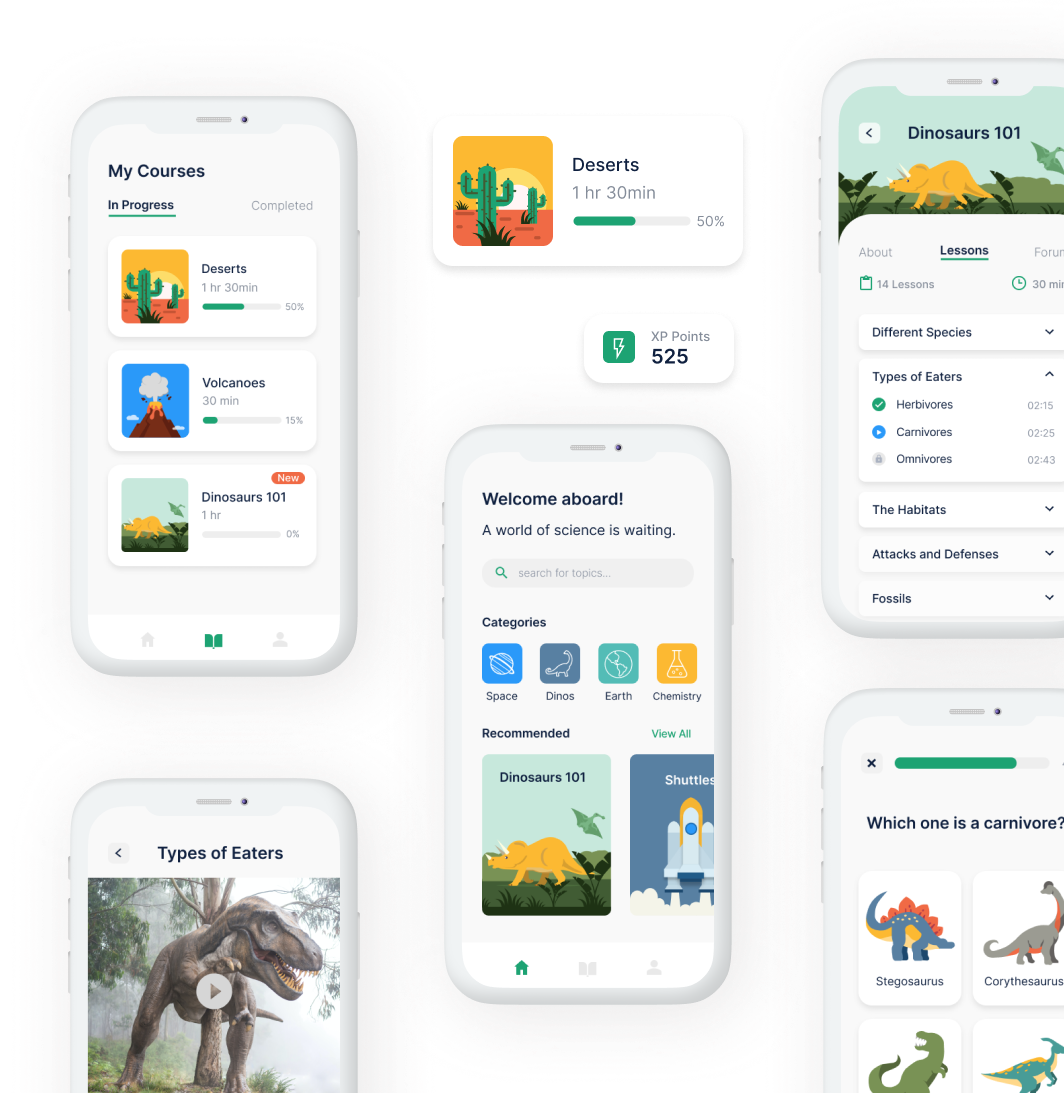 My Courses
In Progress
Completed
Deserts
1 hr 30min
50%
Volcanoes
30 min
15%
New
Dinosaurs 101
1 hr
0%
Types of Eaters
Deserts
1 hr 30min
50%
XP Points
525
Welcome aboard!
A world of science is waiting.
search for topics...
Categories
Space
Dinos
Earth
Chemistry
Recommended
View All
Dinosaurs 101
Shuttles
Dinosaurs 101
About
Lessons
14 Lessons
30 min
Different Species
Types of Eaters
Herbivores
02:15
Carnivores
02:25
Omnivores
02:43
The Habitats
Attacks and Defenses
Fossils
Which one is a carnivore?
Stegosaurus
Corythesaurus